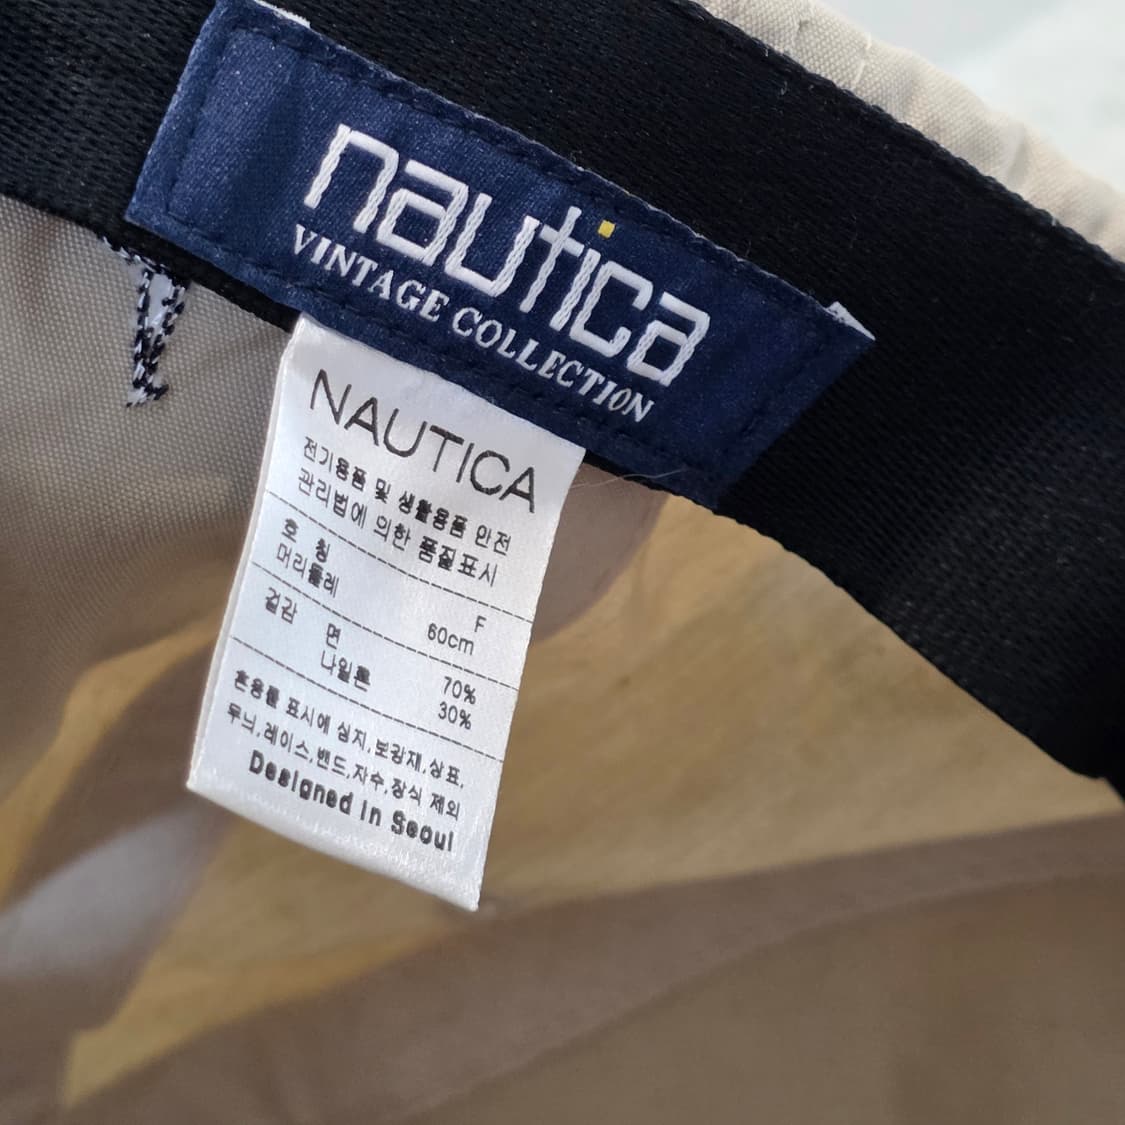 nautica
VINTAGE COLLECTION
NAUTICA
전기용품 및 생활용품 안전
관리법에 의한 품질표시
호 칭 F
머리둘레 60cm
겉감 면 70%
나일론 30%
혼용률 표시에 심지,보강재,상표,
무늬,레이스,밴드,자수,장식 제외
Designed in Seoul